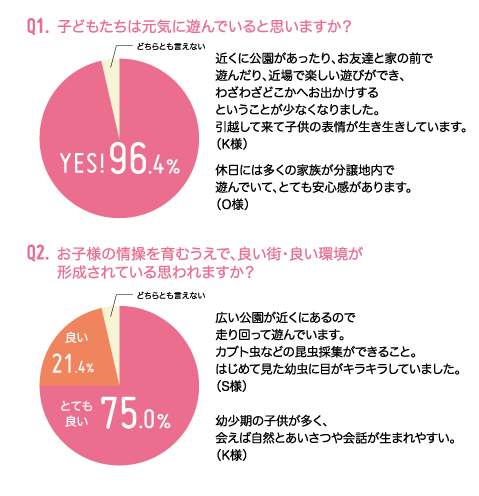 Q1. 子どもたちは元気に遊んでいると思いますか？
どちらとも言えない
YES! 96.4%
近くに公園があったり、お友達と家の前で
遊んだり、近場で楽しい遊びができ、
わざわざどこかへお出かけする
ということが少なくなりました。
引越して来て子供の表情が生き生きしています。
（K様）
休日には多くの家族が分譲地内で
遊んでいて、とても安心感があります。
（O様）
Q2. お子様の情操を育むうえで、良い街・良い環境が
形成されている思われますか？
どちらとも言えない
良い
21.4%
とても
良い
75.0%
広い公園が近くにあるので
走り回って遊んでいます。
カブト虫などの昆虫採集ができること。
はじめて見た幼虫に目がキラキラしていました。
（S様）
幼少期の子供が多く、
会えば自然とあいさつや会話が生まれやすい。
（K様）